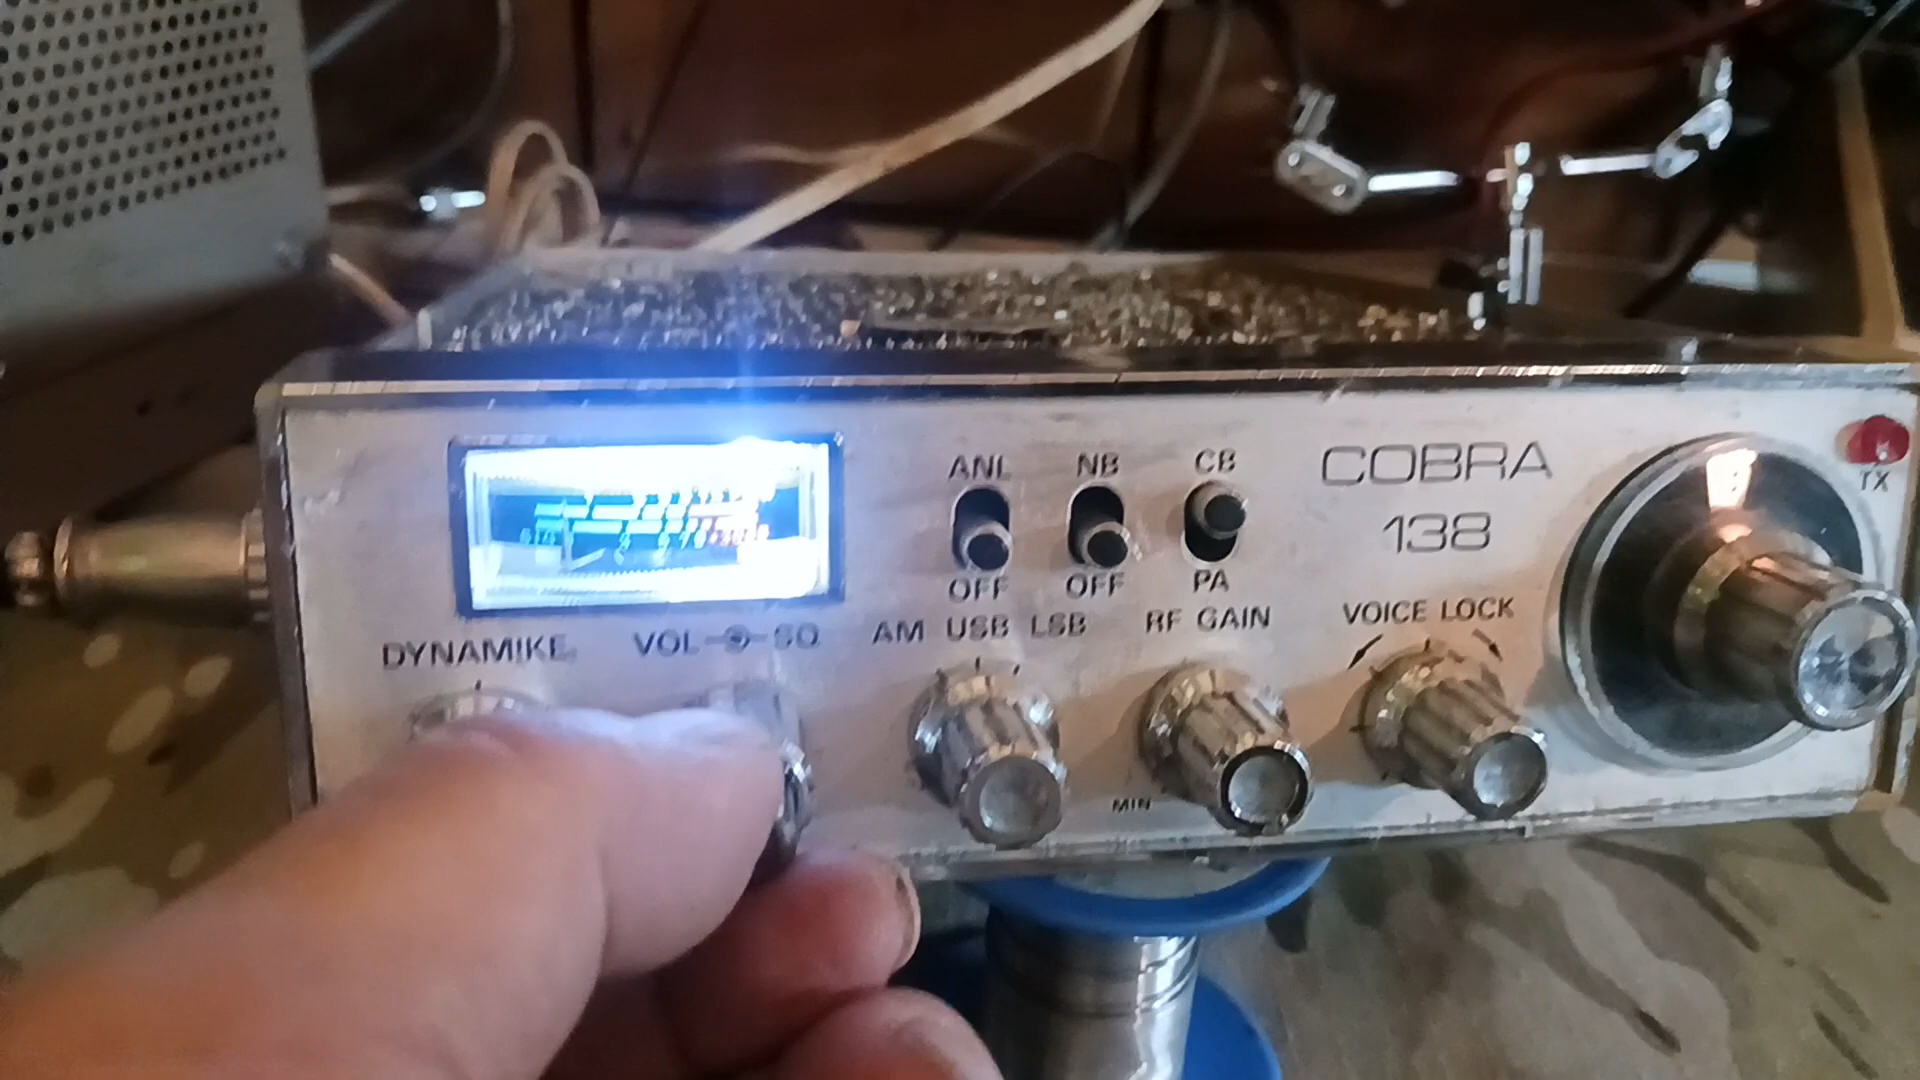 ANL NB CB
COBRA
138
TX
OFF OFF PA
DYNAMIKE VOL SQ AM USB LSB RF GAIN VOICE LOCK
MIN